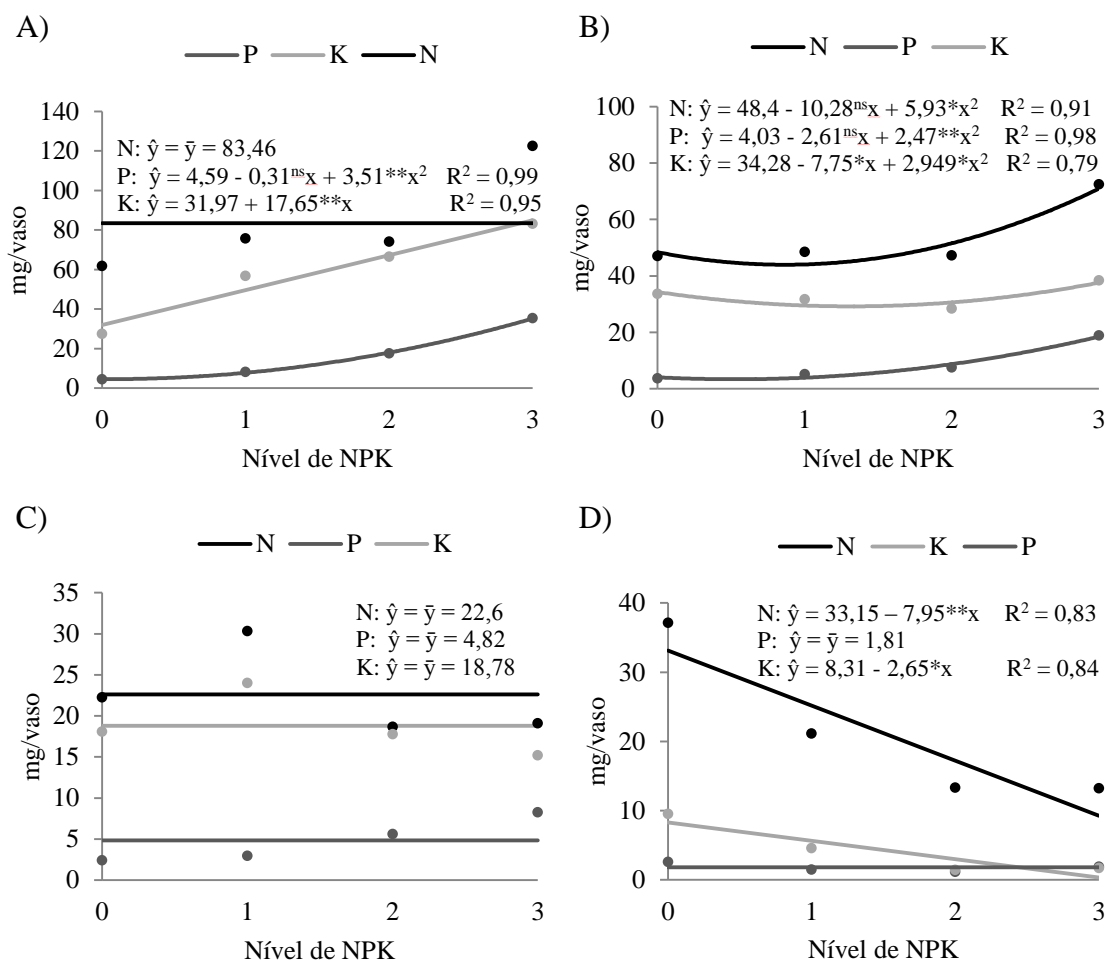 A)
P K N
140
120
100
80
60
40
20
0
mg/vaso
N: ŷ = ȳ = 83,46
P: ŷ = 4,59 - 0,31ⁿˢx + 3,51**x² R² = 0,99
K: ŷ = 31,97 + 17,65**x R² = 0,95
0 1 2 3
Nível de NPK
B)
N P K
100
80
60
40
20
0
mg/vaso
N: ŷ = 48,4 - 10,28ⁿˢx + 5,93*x² R² = 0,91
P: ŷ = 4,03 - 2,61ⁿˢx + 2,47**x² R² = 0,98
K: ŷ = 34,28 - 7,75*x + 2,949*x² R² = 0,79
0 1 2 3
Nível de NPK
C)
N P K
35
30
25
20
15
10
5
0
mg/vaso
N: ŷ = ȳ = 22,6
P: ŷ = ȳ = 4,82
K: ŷ = ȳ = 18,78
0 1 2 3
Nível de NPK
D)
N K P
40
30
20
10
0
mg/vaso
N: ŷ = 33,15 – 7,95**x R² = 0,83
P: ŷ = ȳ = 1,81
K: ŷ = 8,31 - 2,65*x R² = 0,84
0 1 2 3
Nível de NPK